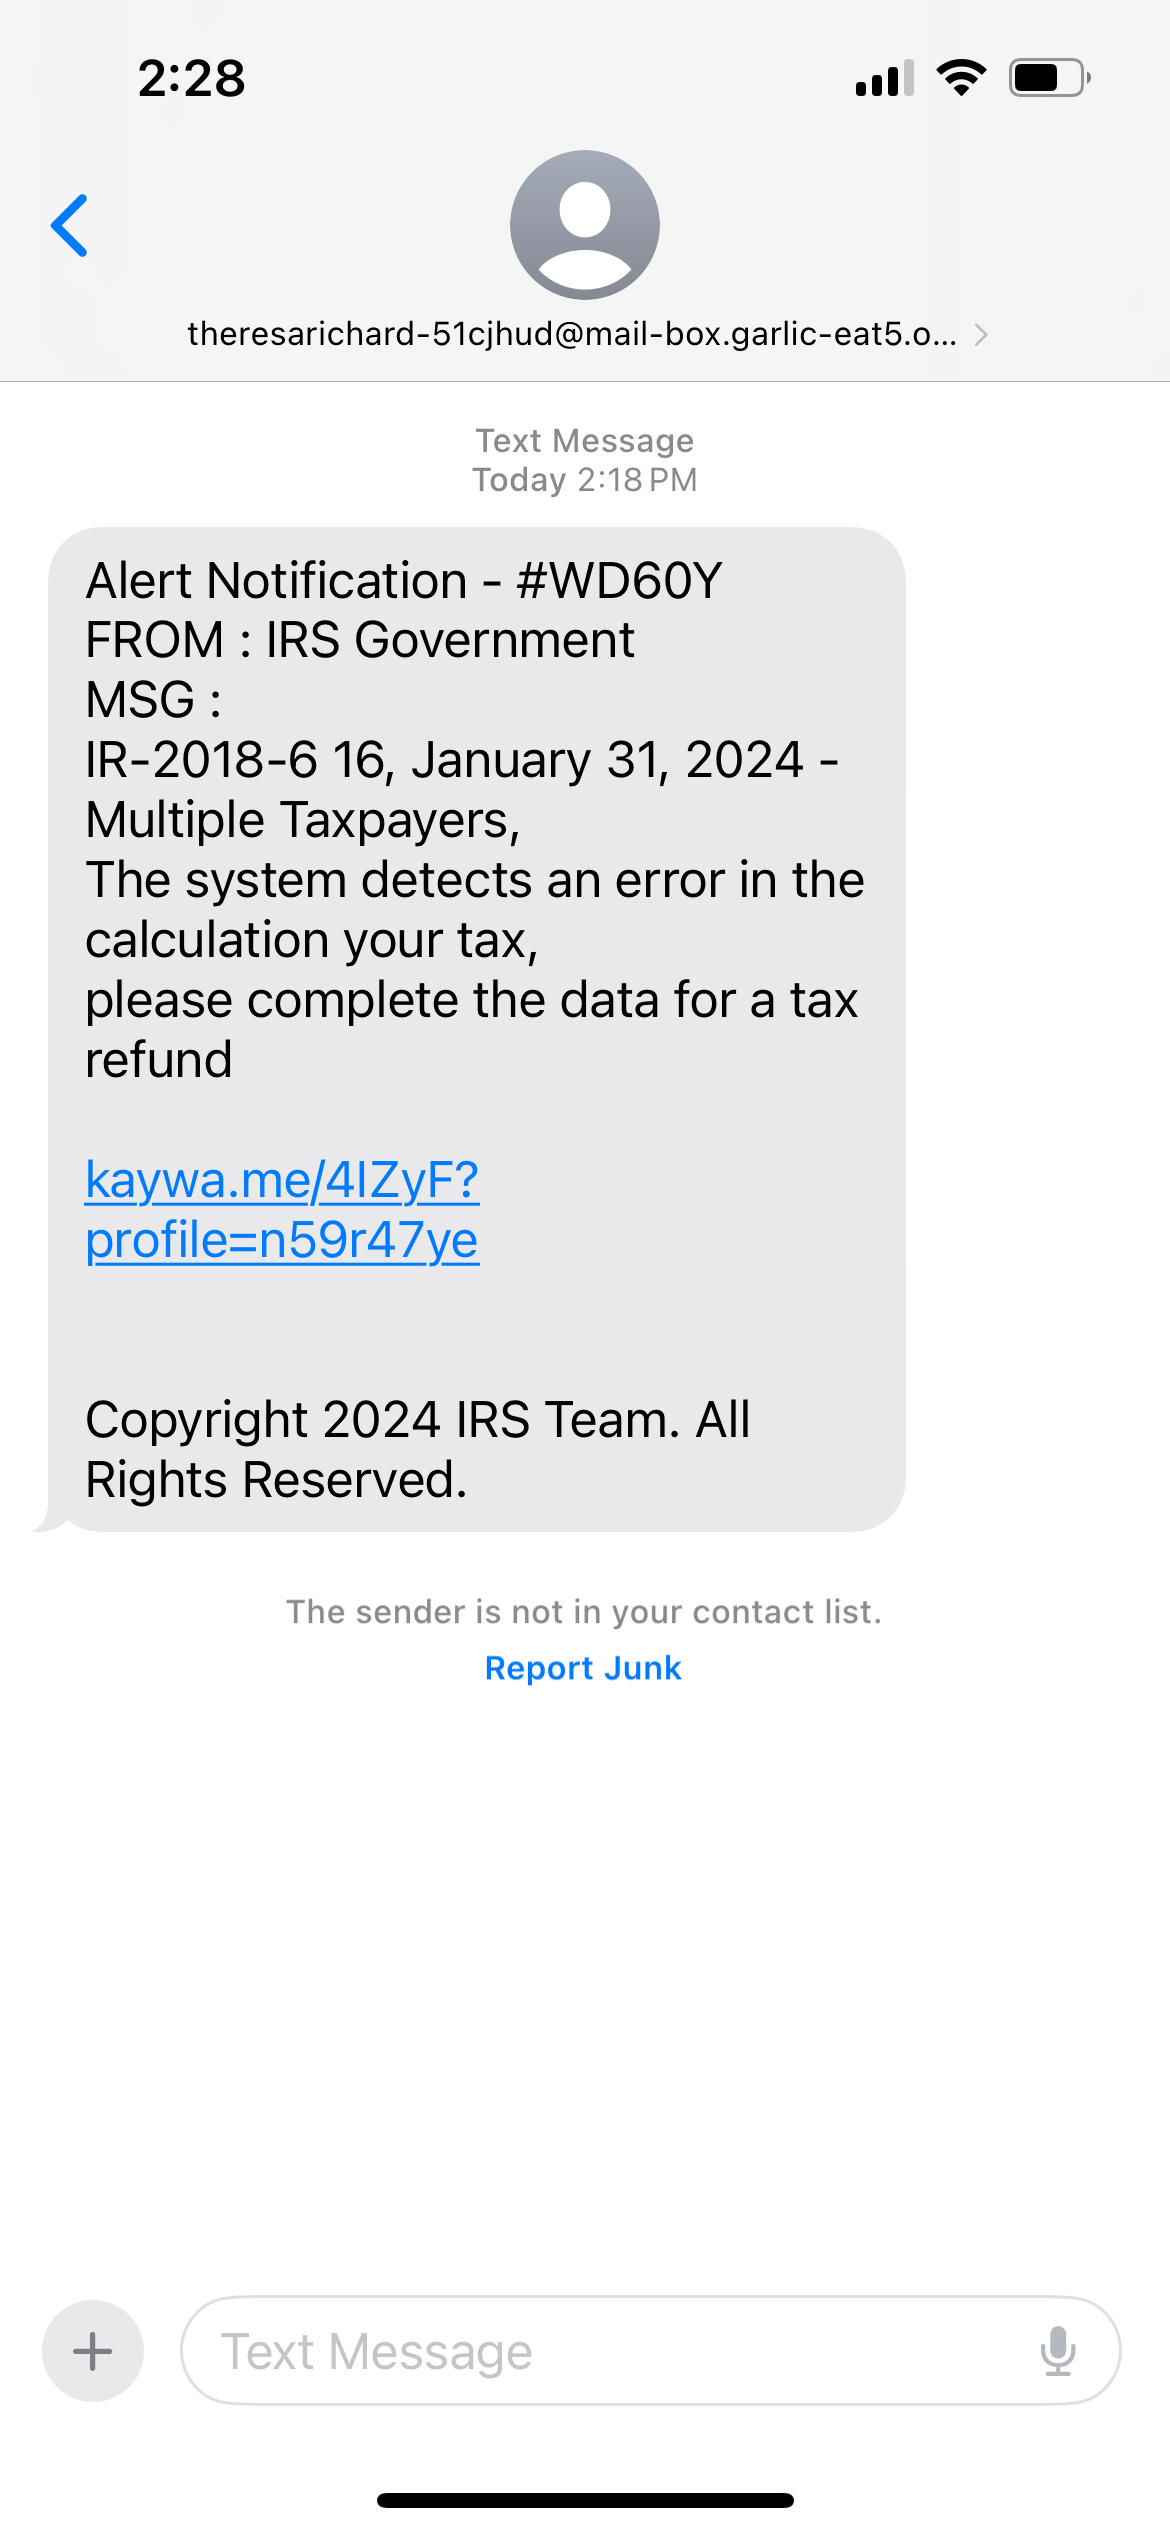 2:28
theresarichard-51cjhud@mail-box.garlic-eat5.o...
Text Message
Today 2:18 PM
Alert Notification - #WD60Y
FROM : IRS Government
MSG :
IR-2018-6 16, January 31, 2024 -
Multiple Taxpayers,
The system detects an error in the
calculation your tax,
please complete the data for a tax
refund
kaywa.me/4IZyF?
profile=n59r47ye
Copyright 2024 IRS Team. All
Rights Reserved.
The sender is not in your contact list.
Report Junk
Text Message